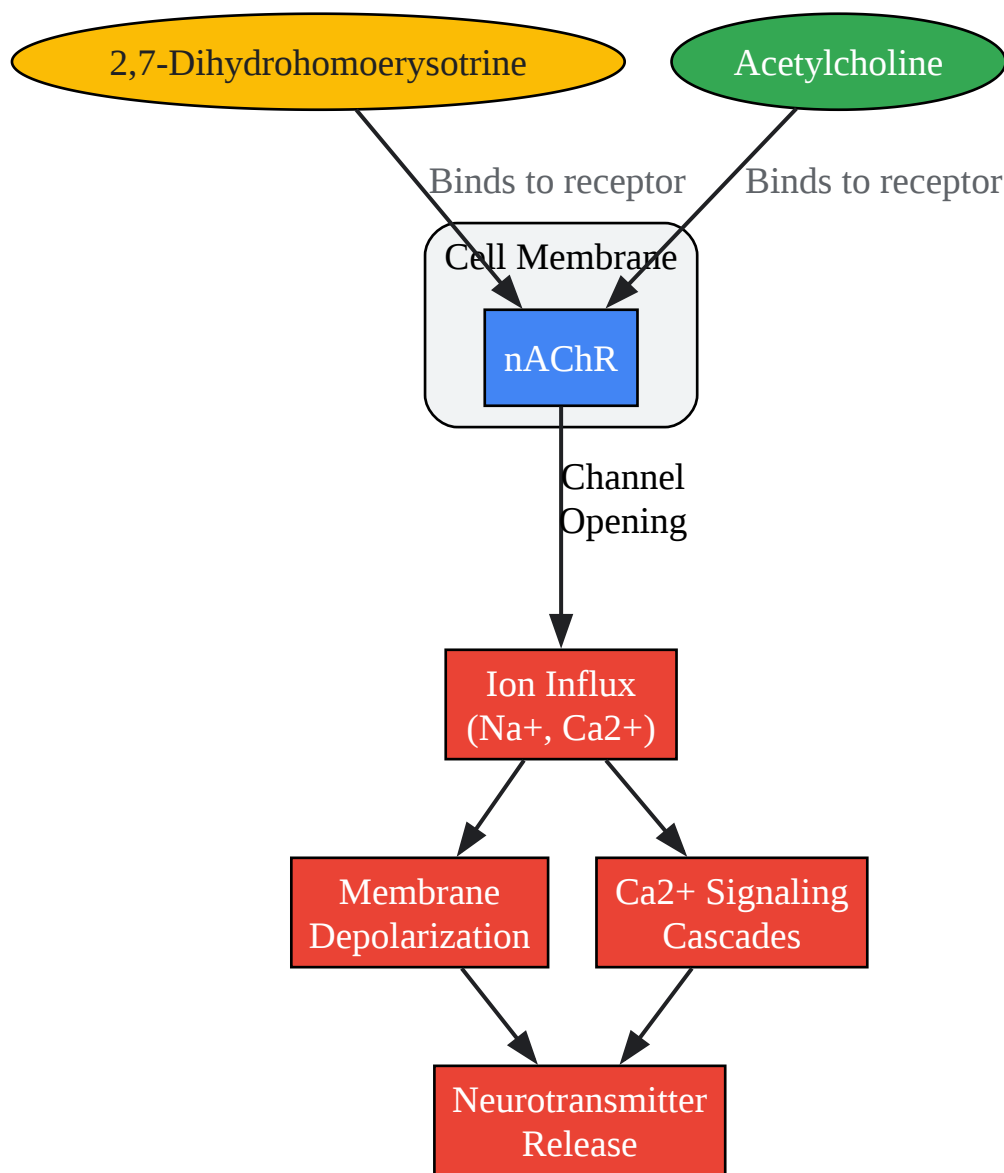 2,7-Dihydrohomoerysotrine
Acetylcholine
Binds to receptor
Binds to receptor
Cell Membrane
nAChR
Channel
Opening
Ion Influx
(Na+, Ca2+)
Membrane
Depolarization
Ca2+ Signaling
Cascades
Neurotransmitter
Release